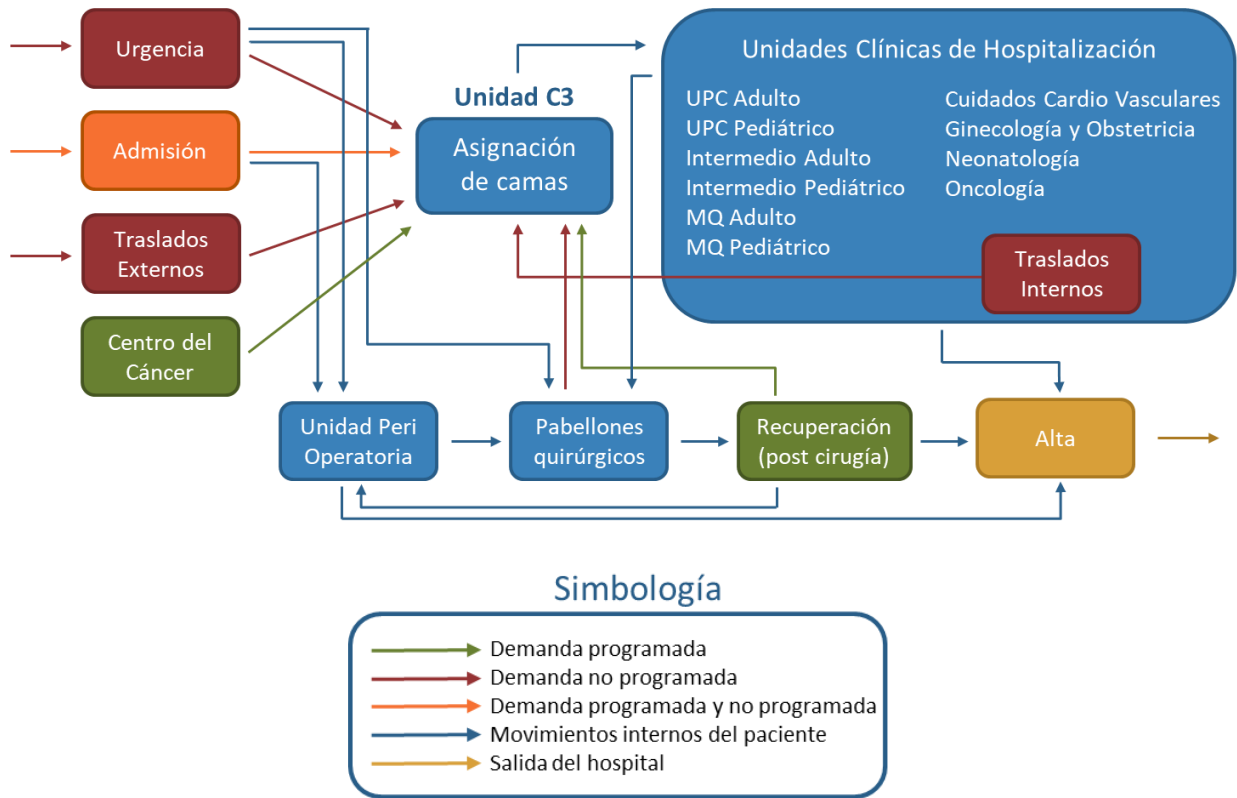 Urgencia
Admisión
Traslados
Externos
Centro del
Cáncer
Unidad C3
Asignación
de camas
Unidades Clínicas de Hospitalización
UPC Adulto
UPC Pediátrico
Intermedio Adulto
Intermedio Pediátrico
MQ Adulto
MQ Pediátrico
Cuidados Cardio Vasculares
Ginecología y Obstetricia
Neonatología
Oncología
Traslados
Internos
Unidad Peri
Operatoria
Pabellones
quirúrgicos
Recuperación
(post cirugía)
Alta
Simbología
Demanda programada
Demanda no programada
Demanda programada y no programada
Movimientos internos del paciente
Salida del hospital